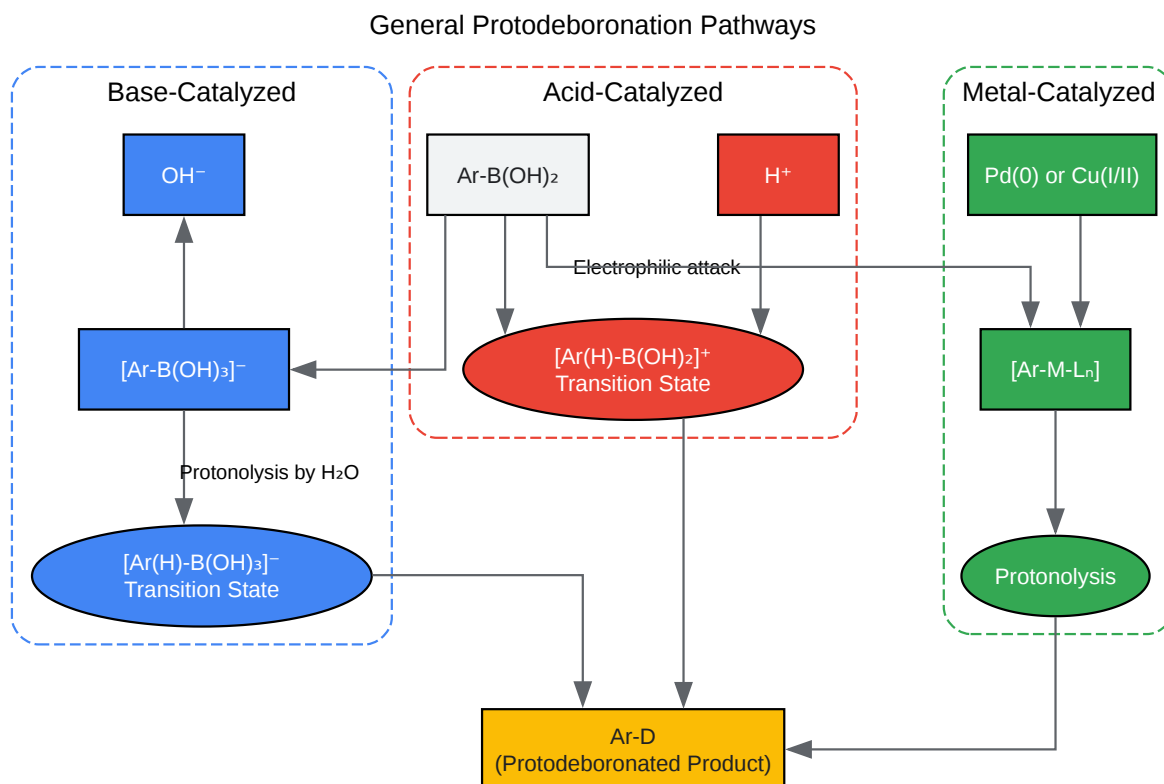 General Protodeboronation Pathways
Base-Catalyzed
Acid-Catalyzed
Metal-Catalyzed
OH⁻
Ar-B(OH)₂
H⁺
Pd(0) or Cu(I/II)
Electrophilic attack
[Ar-B(OH)₃]⁻
[Ar(H)-B(OH)₂]⁺
Transition State
[Ar-M-Lₙ]
Protonolysis by H₂O
[Ar(H)-B(OH)₃]⁻
Transition State
Protonolysis
Ar-D
(Protodeboronated Product)